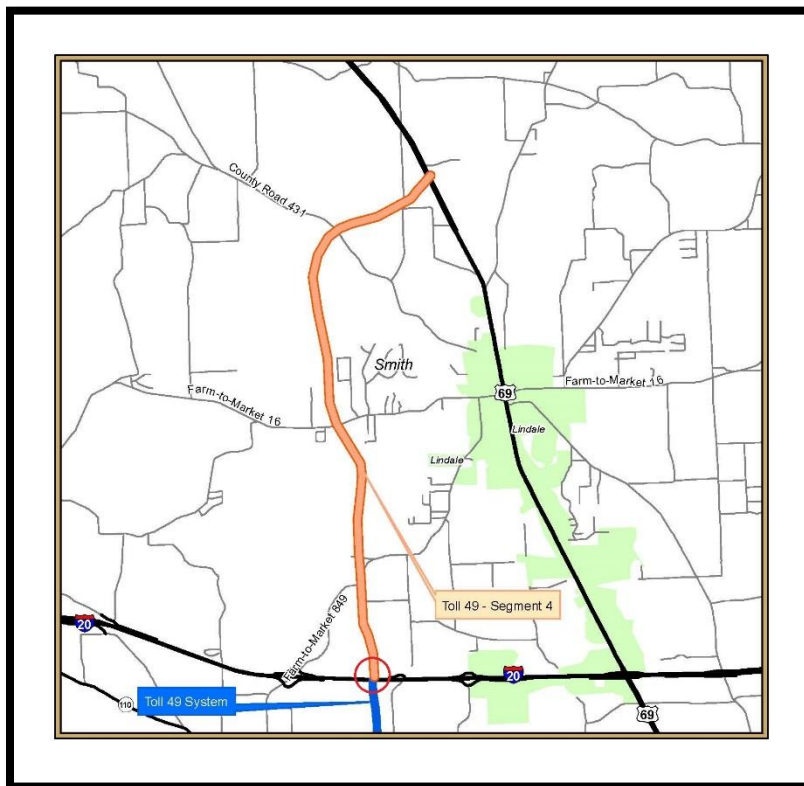 County Road 431
Smith
Farm-to-Market 16
69
Farm-to-Market 16
Lindale
Lindale
Toll 49 - Segment 4
Farm-to-Market 849
20
20
110
Toll 49 System
69